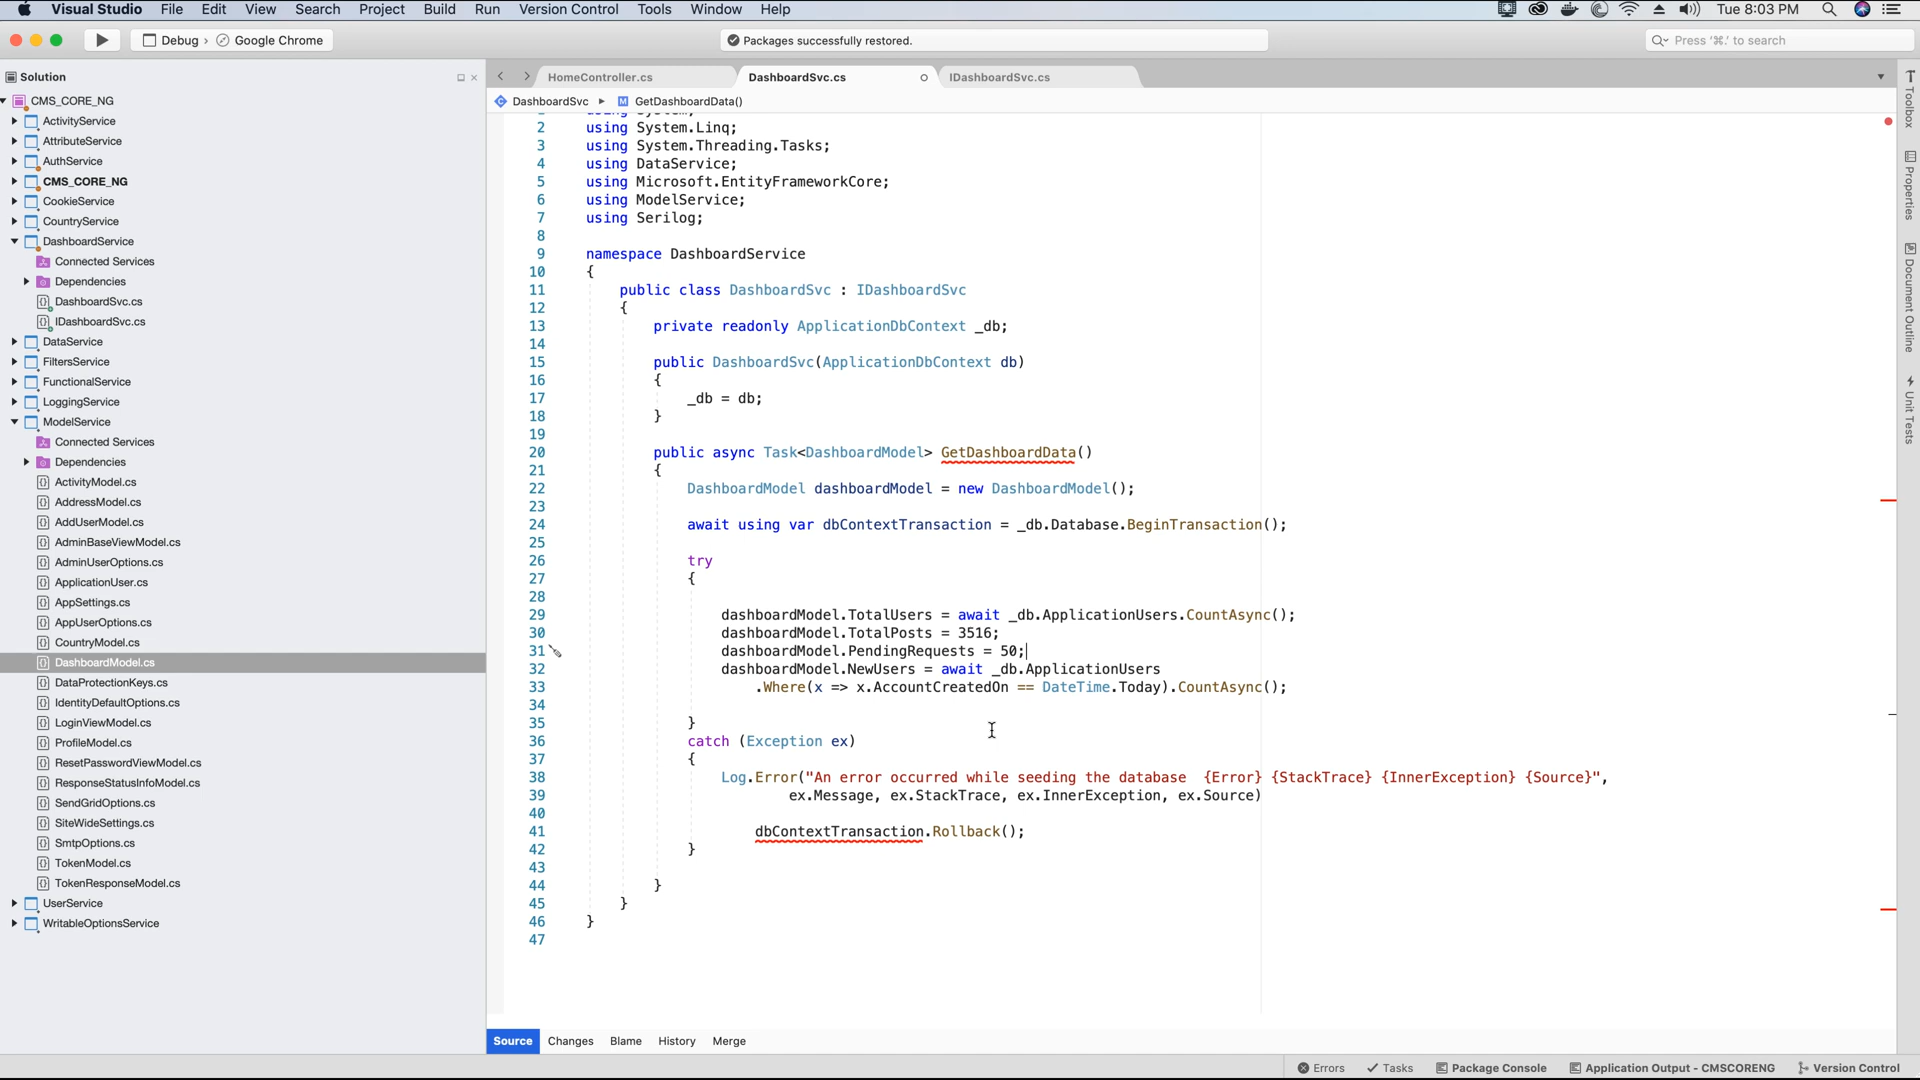 Visual Studio File Edit View Search Project Build Run Version Control Tools Window Help Tue 8:03 PM
Debug › Google Chrome Packages successfully restored. Press '⌘.' to search
Solution
CMS_CORE_NG
ActivityService
AttributeService
AuthService
CMS_CORE_NG
CookieService
CountryService
DashboardService
Connected Services
Dependencies
DashboardSvc.cs
IDashboardSvc.cs
DataService
FiltersService
FunctionalService
LoggingService
ModelService
Connected Services
Dependencies
ActivityModel.cs
AddressModel.cs
AddUserModel.cs
AdminBaseViewModel.cs
AdminUserOptions.cs
ApplicationUser.cs
AppSettings.cs
AppUserOptions.cs
CountryModel.cs
DashboardModel.cs
DataProtectionKeys.cs
IdentityDefaultOptions.cs
LoginViewModel.cs
ProfileModel.cs
ResetPasswordViewModel.cs
ResponseStatusInfoModel.cs
SendGridOptions.cs
SiteWideSettings.cs
SmtpOptions.cs
TokenModel.cs
TokenResponseModel.cs
UserService
WritableOptionsService
HomeController.cs DashboardSvc.cs IDashboardSvc.cs
DashboardSvc GetDashboardData()
1 using System;
2 using System.Linq;
3 using System.Threading.Tasks;
4 using DataService;
5 using Microsoft.EntityFrameworkCore;
6 using ModelService;
7 using Serilog;
8
9 namespace DashboardService
10 {
11 public class DashboardSvc : IDashboardSvc
12 {
13 private readonly ApplicationDbContext _db;
14
15 public DashboardSvc(ApplicationDbContext db)
16 {
17 _db = db;
18 }
19
20 public async Task<DashboardModel> GetDashboardData()
21 {
22 DashboardModel dashboardModel = new DashboardModel();
23
24 await using var dbContextTransaction = _db.Database.BeginTransaction();
25
26 try
27 {
28
29 dashboardModel.TotalUsers = await _db.ApplicationUsers.CountAsync();
30 dashboardModel.TotalPosts = 3516;
31 dashboardModel.PendingRequests = 50;
32 dashboardModel.NewUsers = await _db.ApplicationUsers
33 .Where(x => x.AccountCreatedOn == DateTime.Today).CountAsync();
34
35 }
36 catch (Exception ex)
37 {
38 Log.Error("An error occurred while seeding the database  {Error} {StackTrace} {InnerException} {Source}",
39 ex.Message, ex.StackTrace, ex.InnerException, ex.Source)
40
41 dbContextTransaction.Rollback();
42 }
43
44 }
45 }
46 }
47
Source Changes Blame History Merge
Toolbox
Properties
Document Outline
Unit Tests
Errors Tasks Package Console Application Output - CMSCORENG Version Control